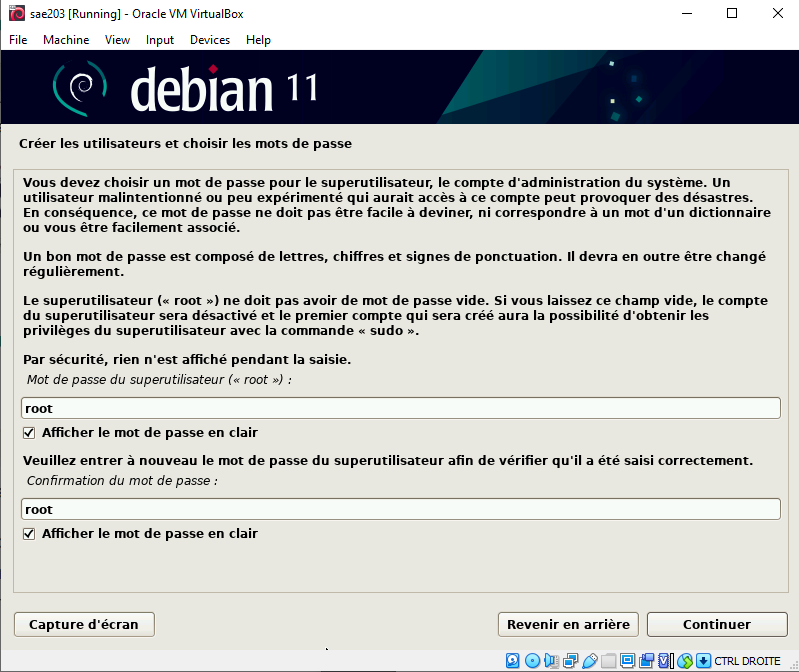 sae203 [Running] - Oracle VM VirtualBox
File Machine View Input Devices Help
debian 11
Créer les utilisateurs et choisir les mots de passe
Vous devez choisir un mot de passe pour le superutilisateur, le compte d'administration du système. Un
utilisateur malintentionné ou peu expérimenté qui aurait accès à ce compte peut provoquer des désastres.
En conséquence, ce mot de passe ne doit pas être facile à deviner, ni correspondre à un mot d'un dictionnaire
ou vous être facilement associé.
Un bon mot de passe est composé de lettres, chiffres et signes de ponctuation. Il devra en outre être changé
régulièrement.
Le superutilisateur (« root ») ne doit pas avoir de mot de passe vide. Si vous laissez ce champ vide, le compte
du superutilisateur sera désactivé et le premier compte qui sera créé aura la possibilité d'obtenir les
privilèges du superutilisateur avec la commande « sudo ».
Par sécurité, rien n'est affiché pendant la saisie.
Mot de passe du superutilisateur (« root ») :
root
Afficher le mot de passe en clair
Veuillez entrer à nouveau le mot de passe du superutilisateur afin de vérifier qu'il a été saisi correctement.
Confirmation du mot de passe :
root
Afficher le mot de passe en clair
Capture d'écran Revenir en arrière Continuer
CTRL DROITE